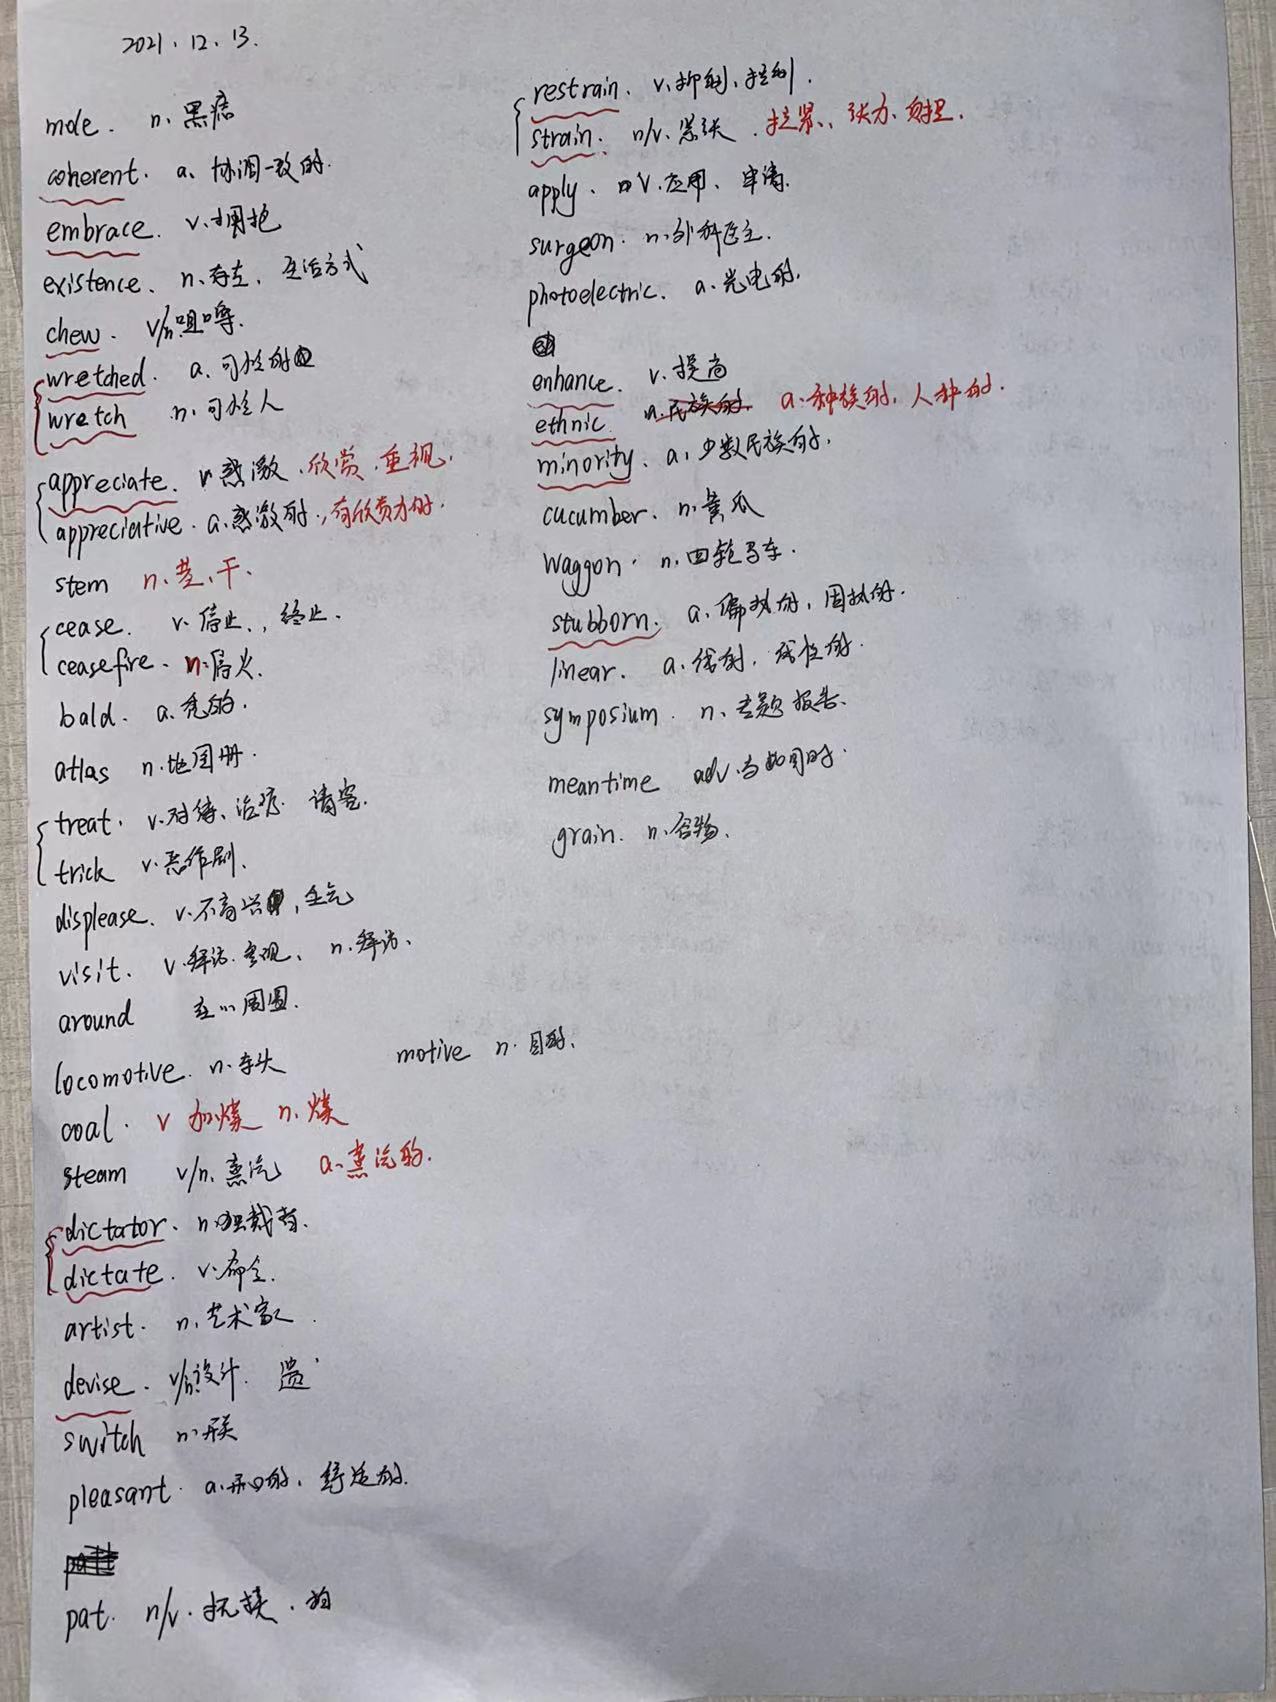 2021.12.13.
mole. n.黑痣
coherent. a.协调一致的.
embrace. v.拥抱
existence. n.存在, 生活方式
chew. v/n.咀嚼.
wretched. a.可怜的
wretch n.可怜人
appreciate. v.感激.欣赏.重视.
appreciative. a.感激的.,有欣赏力的.
stem n.茎、干.
cease. v.停止., 终止.
ceasefire. n.停火.
bald. a.秃的.
atlas n.地图册.
treat. v.对待、治疗. 请客.
trick v.恶作剧.
displease. v.不高兴, 生气
visit. v.拜访.参观、 n.拜访、
around 在…周围.
locomotive. n.车头 motive n.目的、
coal. v 加煤 n.煤
steam v/n.蒸汽 a.蒸汽的.
dictator. n.独裁者.
dictate. v.命令.
artist. n.艺术家.
devise. v/n.设计. 遗
switch n.开关
pleasant. a.开心的, 舒适的.
pat. n/v.抚摸.拍
restrain. v.抑制、控制.
strain. n/v.紧张.拉紧、张力、负担.
apply. v.应用、申请.
surgeon. n.外科医生.
photoelectric. a.光电的.
enhance. v.提高
ethnic a.民族的. a.种族的, 人种的.
minority. a.少数民族的.
cucumber. n.黄瓜
waggon. n.四轮马车.
stubborn. a.偏执的,固执的.
linear. a.线制, 线性的.
symposium. n.专题报告.
meantime adv.与此同时.
grain. n.谷物.